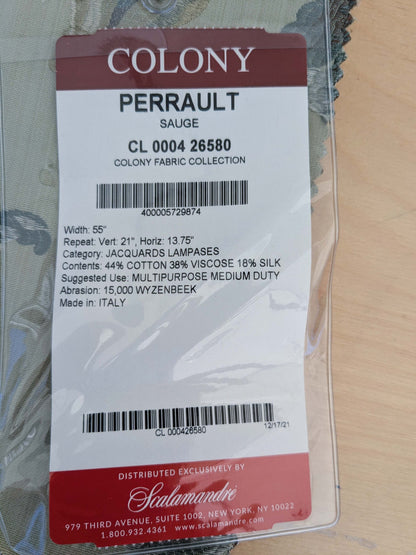 COLONY
PERRAULT
SAUGE
CL 0004 26580
COLONY FABRIC COLLECTION
400005729874
Width: 55"
Repeat: Vert: 21", Horiz: 13.75"
Category: JACQUARDS LAMPASES
Contents: 44% COTTON 38% VISCOSE 18% SILK
Suggested Use: MULTIPURPOSE MEDIUM DUTY
Abrasion: 15,000 WYZENBEEK
Made in: ITALY
CL 000426580
12/17/21
DISTRIBUTED EXCLUSIVELY BY
Scalamandré
979 THIRD AVENUE, SUITE 1002, NEW YORK, NY 10022
1.800.932.4361 www.scalamandre.com